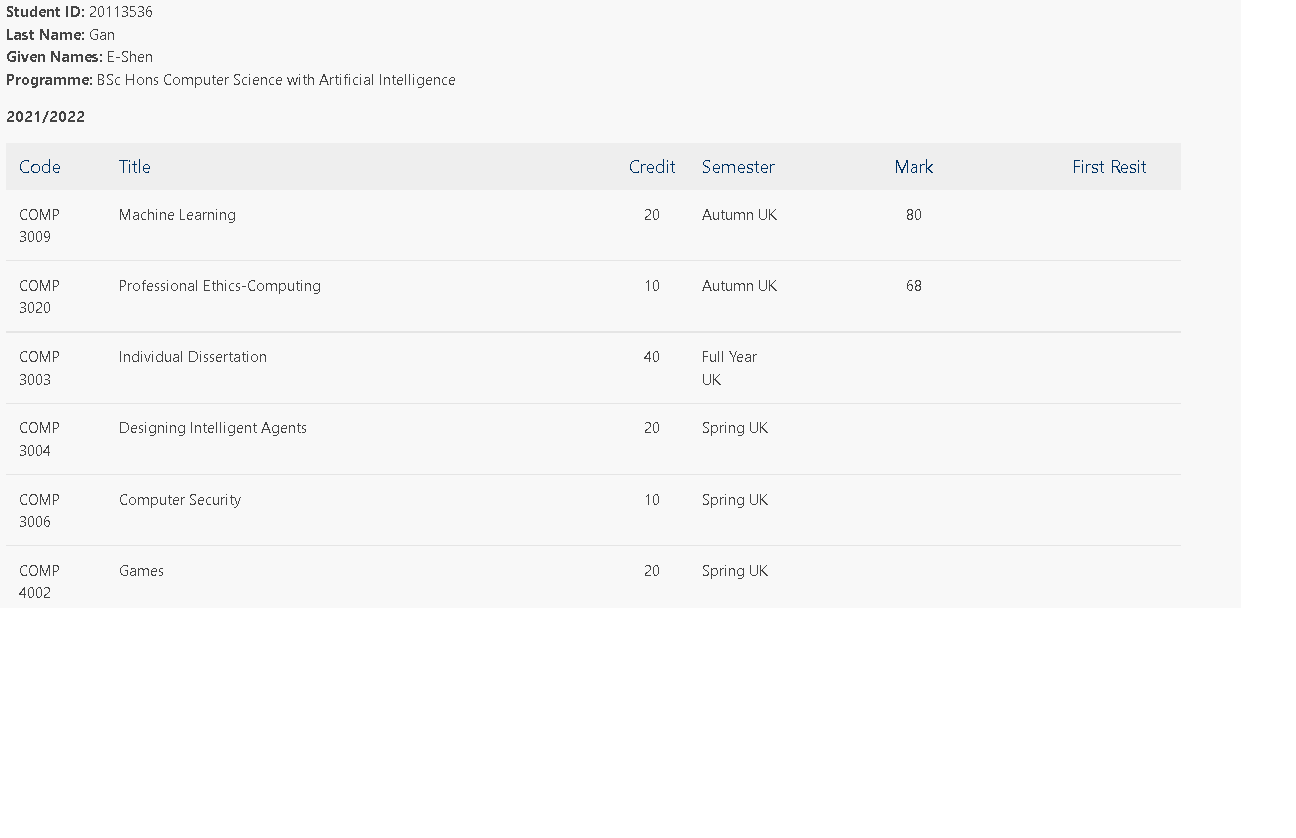 Student ID: 20113536
Last Name: Gan
Given Names: E-Shen
Programme: BSc Hons Computer Science with Artificial Intelligence
2021/2022
Code Title Credit Semester Mark First Resit
COMP Machine Learning 20 Autumn UK 80
3009
COMP Professional Ethics-Computing 10 Autumn UK 68
3020
COMP Individual Dissertation 40 Full Year
3003 UK
COMP Designing Intelligent Agents 20 Spring UK
3004
COMP Computer Security 10 Spring UK
3006
COMP Games 20 Spring UK
4002